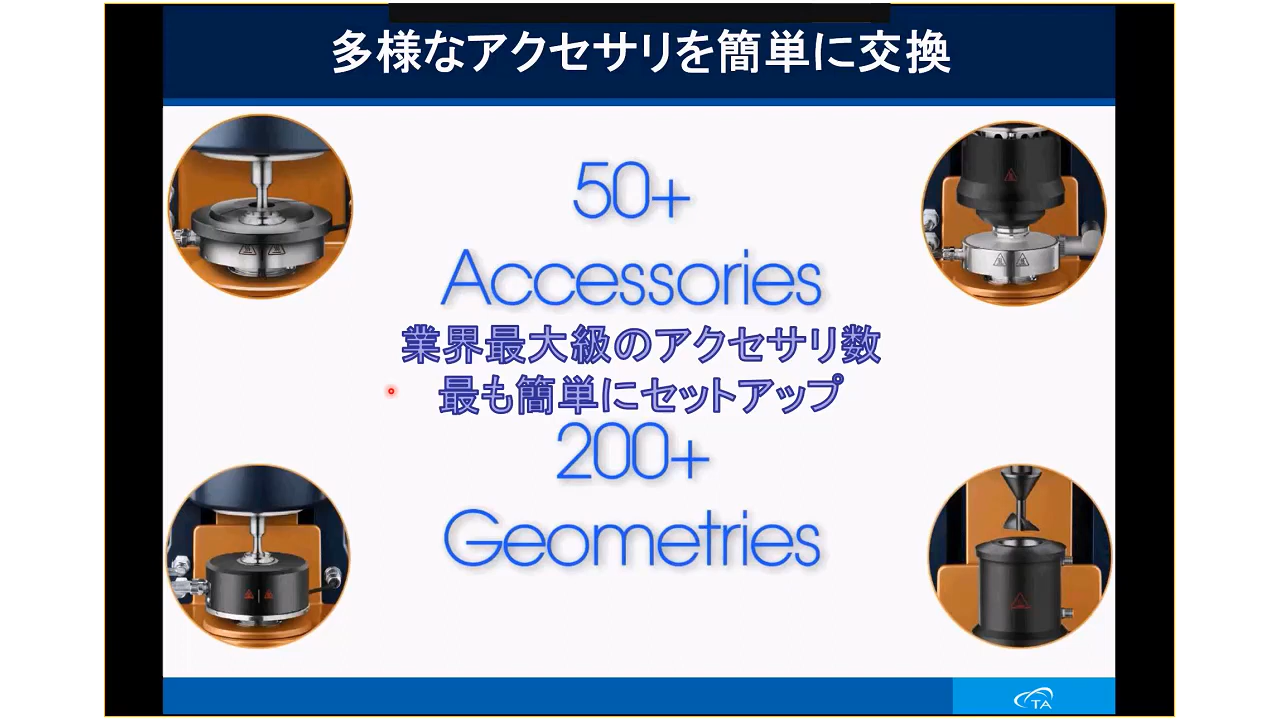 多様なアクセサリを簡単に交換
50+
Accessories
業界最大級のアクセサリ数
最も簡単にセットアップ
200+
Geometries
TA